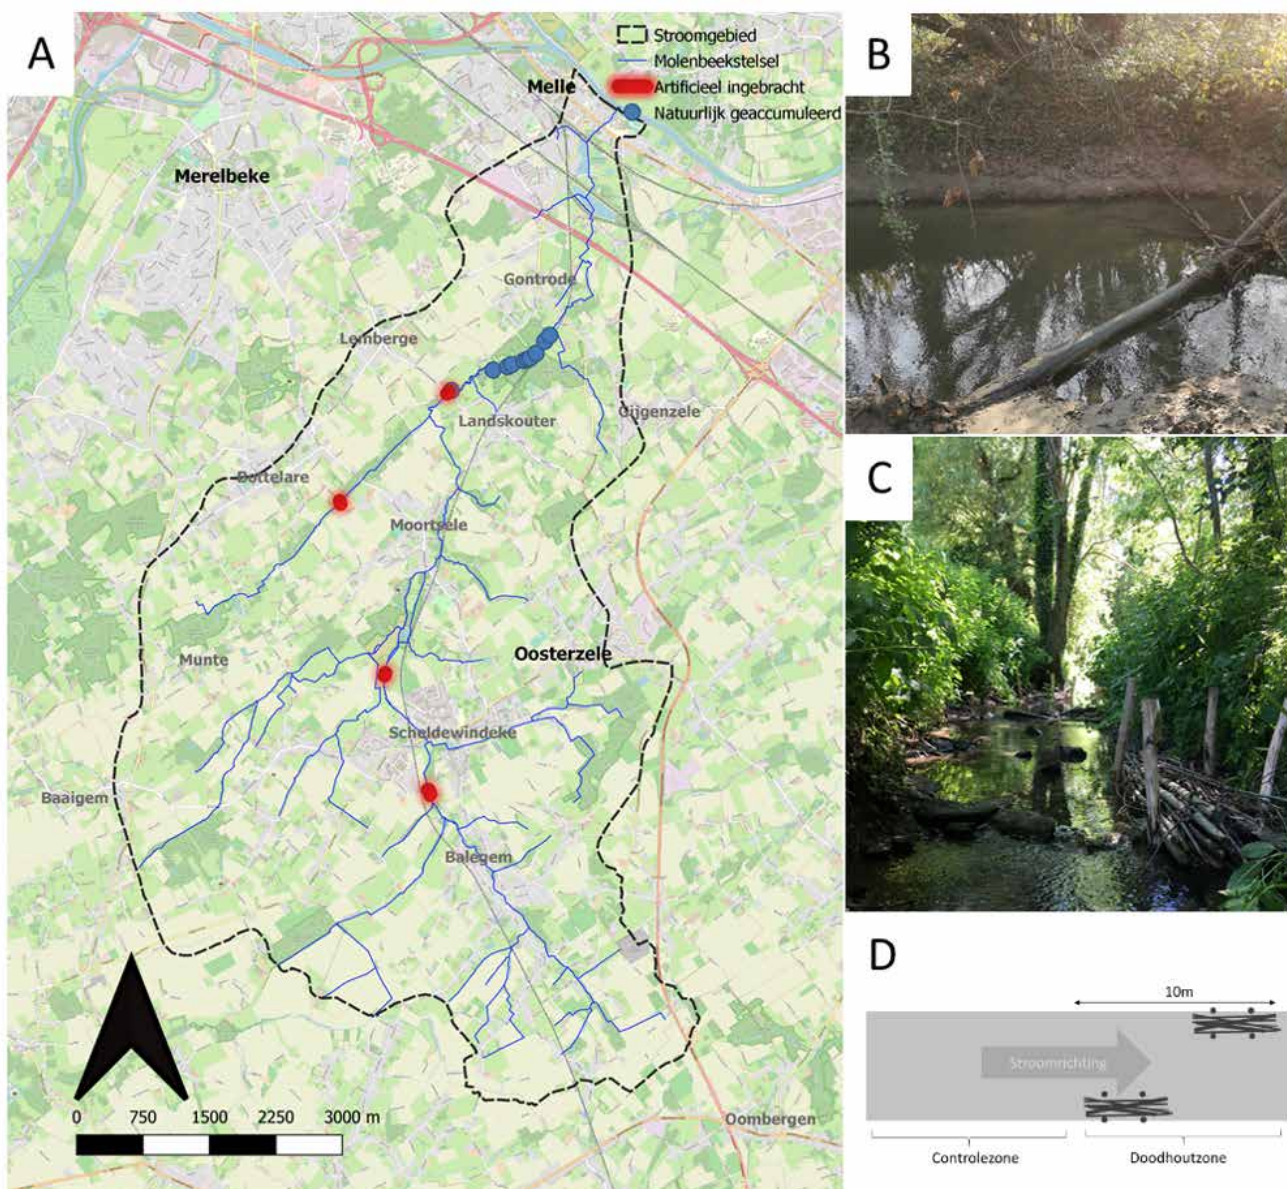 A
Stroomgebied
Molenbeekstelsel
Artificieel ingebracht
Natuurlijk geaccumuleerd
Melle
Merelbeke
Gontrode
Lemberge
Landskouter
Gijgenzele
Bottelare
Moortsele
Munte
Oosterzele
Scheldewindeke
Baaigem
Balegem
Oombergen
0 750 1500 2250 3000 m
B
C
D
10m
Stroomrichting
Controlezone
Doodhoutzone